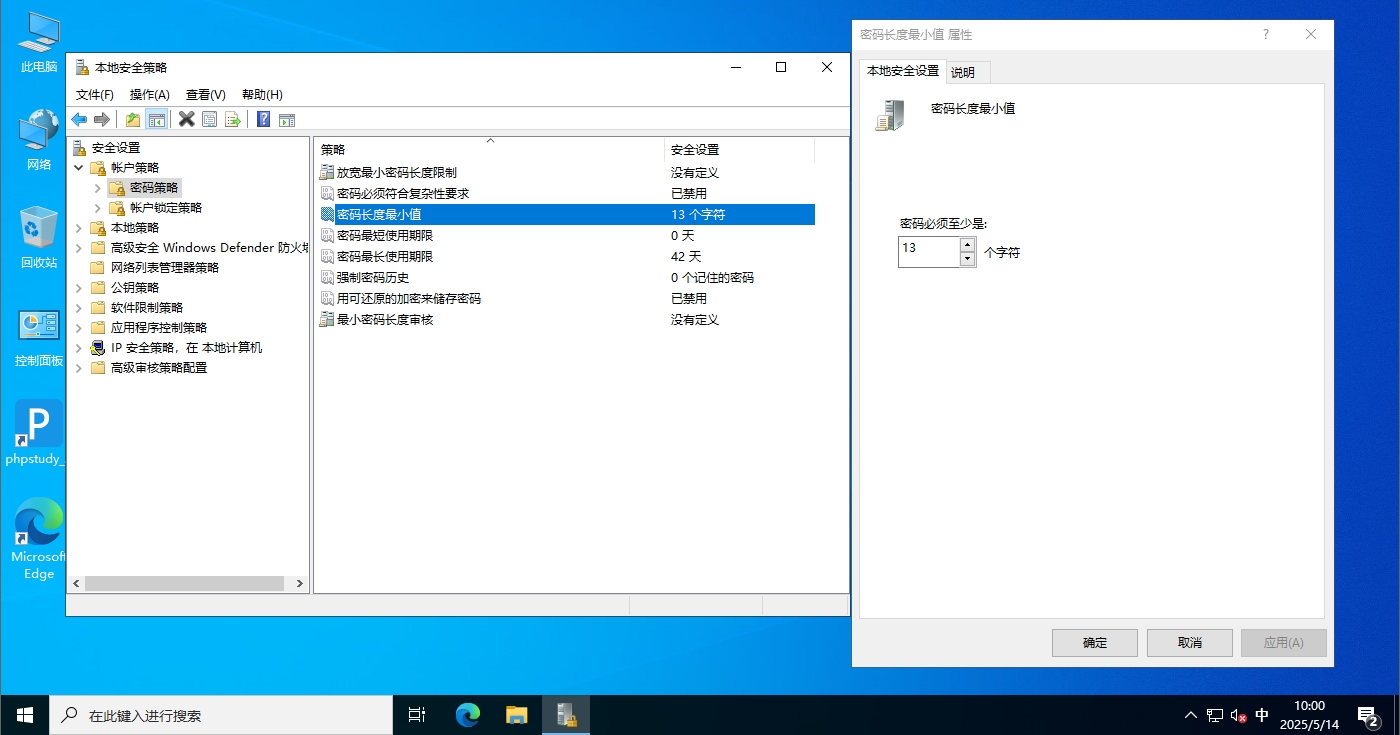 此电脑
网络
回收站
控制面板
phpstudy_
Microsoft
Edge
本地安全策略
文件(F) 操作(A) 查看(V) 帮助(H)
安全设置
帐户策略
密码策略
帐户锁定策略
本地策略
高级安全 Windows Defender 防火墙
网络列表管理器策略
公钥策略
软件限制策略
应用程序控制策略
IP 安全策略，在 本地计算机
高级审核策略配置
策略 安全设置
放宽最小密码长度限制 没有定义
密码必须符合复杂性要求 已禁用
密码长度最小值 13 个字符
密码最短使用期限 0 天
密码最长使用期限 42 天
强制密码历史 0 个记住的密码
用可还原的加密来储存密码 已禁用
最小密码长度审核 没有定义
密码长度最小值 属性
本地安全设置 说明
密码长度最小值
密码必须至少是:
13 个字符
确定 取消 应用(A)
在此键入进行搜索
中
10:00
2025/5/14
2